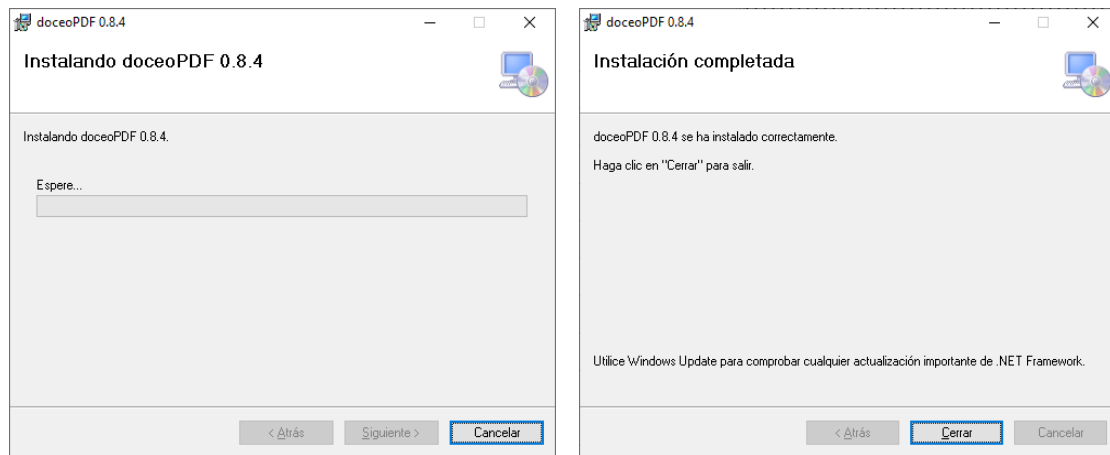 doceoPDF 0.8.4
Instalando doceoPDF 0.8.4
Instalando doceoPDF 0.8.4.
Espere...
< Atrás
Siguiente >
Cancelar
doceoPDF 0.8.4
Instalación completada
doceoPDF 0.8.4 se ha instalado correctamente.
Haga clic en "Cerrar" para salir.
Utilice Windows Update para comprobar cualquier actualización importante de .NET Framework.
< Atrás
Cerrar
Cancelar